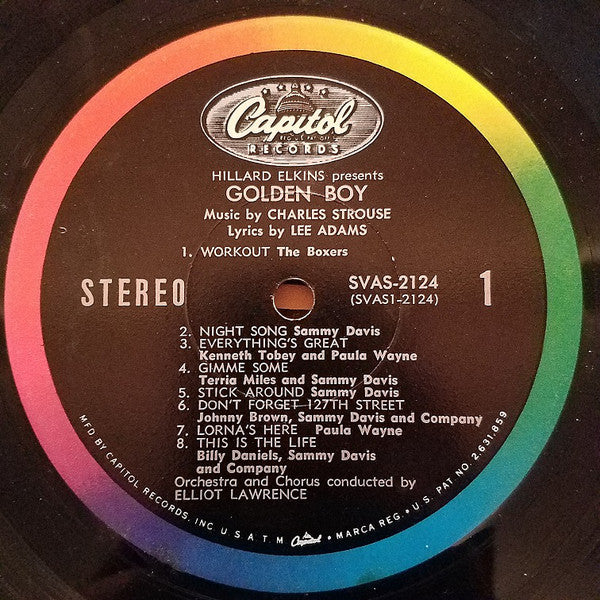 Capitol
RECORDS
HILLARD ELKINS presents
GOLDEN BOY
Music by CHARLES STROUSE
Lyrics by LEE ADAMS
1. WORKOUT The Boxers
STEREO
SVAS-2124
(SVAS1-2124)
1
2. NIGHT SONG Sammy Davis
3. EVERYTHING'S GREAT
Kenneth Tobey and Paula Wayne
4. GIMME SOME
Terria Miles and Sammy Davis
5. STICK AROUND Sammy Davis
6. DON'T FORGET 127TH STREET
Johnny Brown, Sammy Davis and Company
7. LORNA'S HERE Paula Wayne
8. THIS IS THE LIFE
Billy Daniels, Sammy Davis
and Company
Orchestra and Chorus conducted by
ELLIOT LAWRENCE
MFD BY CAPITOL RECORDS, INC U S A T M Capitol • MARCA REG. • U.S. PAT NO. 2,631,859